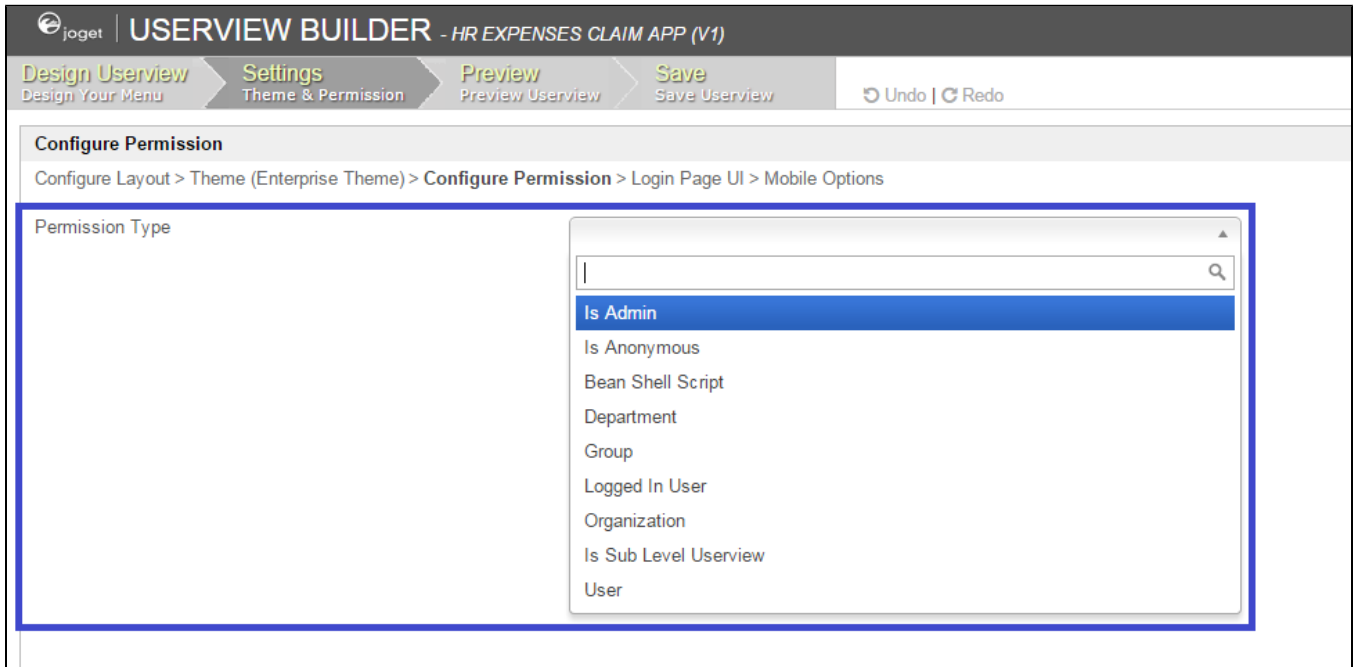 joget | USERVIEW BUILDER - HR EXPENSES CLAIM APP (V1)
Design Userview Settings Preview Save
Design Your Menu Theme & Permission Preview Userview Save Userview Undo | Redo
Configure Permission
Configure Layout > Theme (Enterprise Theme) > Configure Permission > Login Page UI > Mobile Options
Permission Type
Is Admin
Is Anonymous
Bean Shell Script
Department
Group
Logged In User
Organization
Is Sub Level Userview
User